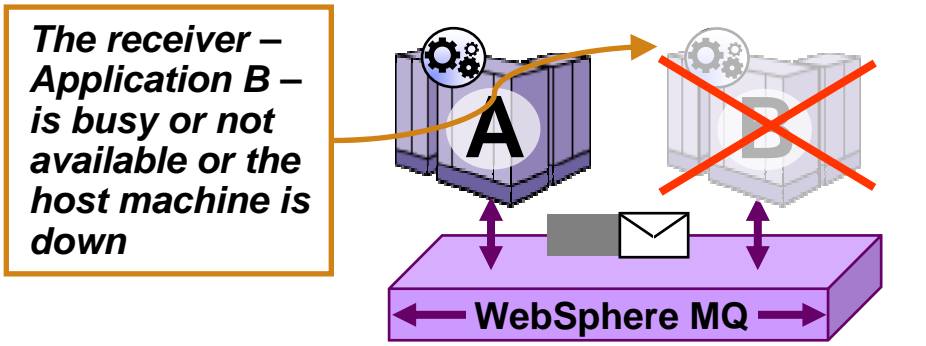 The receiver –
Application B –
is busy or not
available or the
host machine is
down
A
B
WebSphere MQ